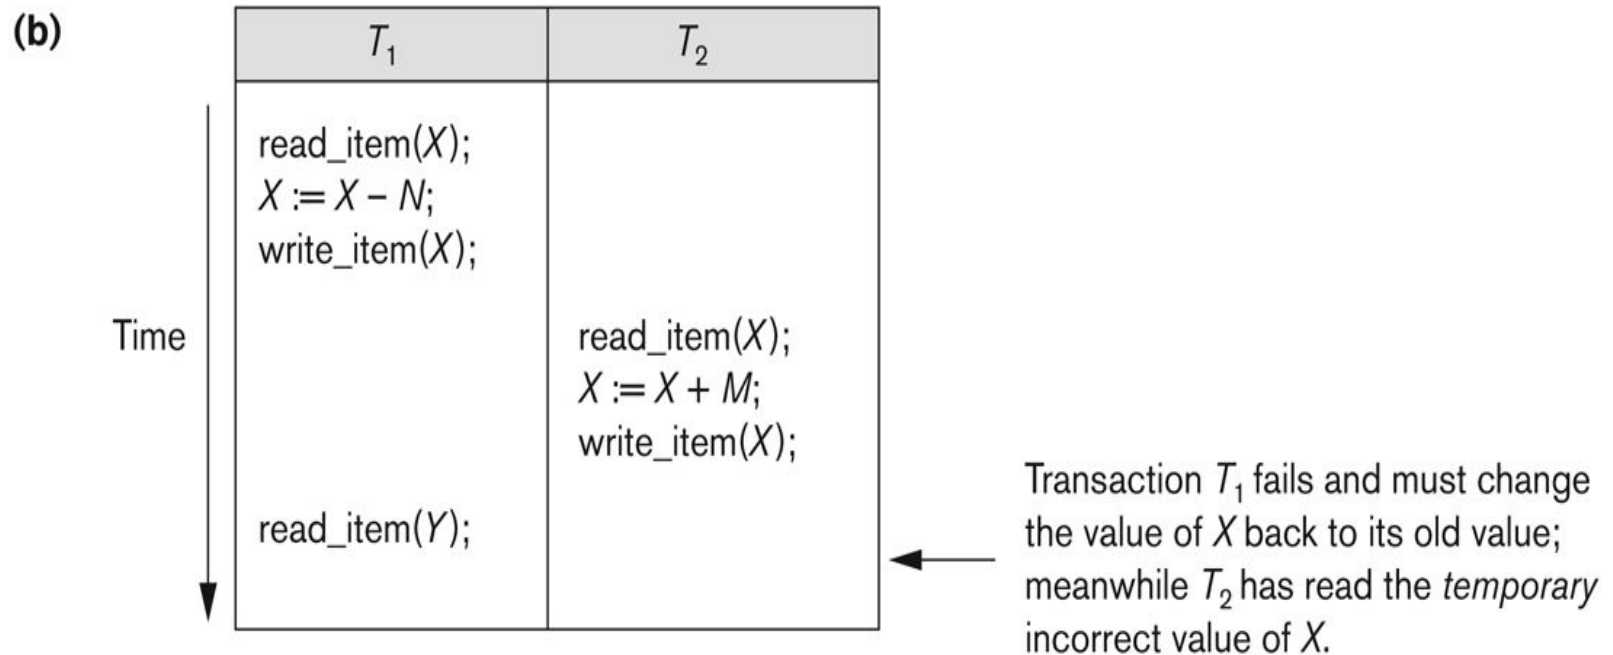 (b)
T₁ T₂
read_item(X);
X := X – N;
write_item(X);
Time
read_item(X);
X := X + M;
write_item(X);
read_item(Y);
Transaction T₁ fails and must change
the value of X back to its old value;
meanwhile T₂ has read the temporary
incorrect value of X.